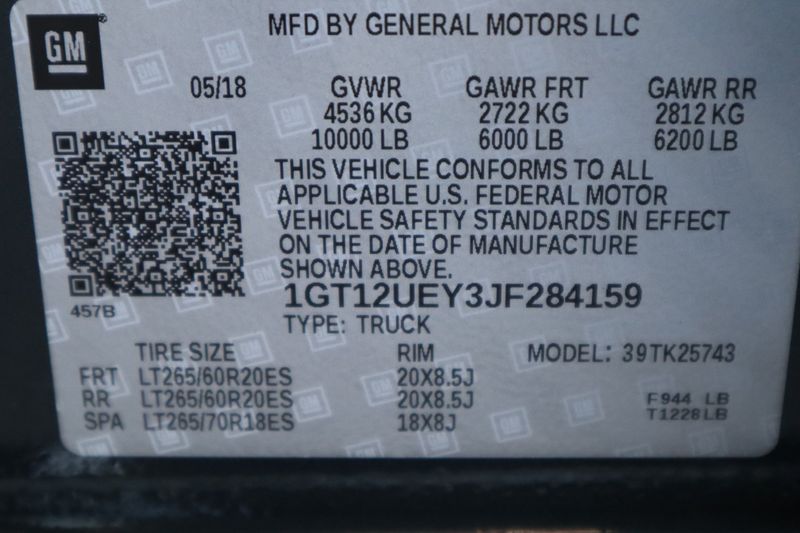 GM
MFD BY GENERAL MOTORS LLC
05/18 GVWR GAWR FRT GAWR RR
4536 KG 2722 KG 2812 KG
10000 LB 6000 LB 6200 LB
THIS VEHICLE CONFORMS TO ALL
APPLICABLE U.S. FEDERAL MOTOR
VEHICLE SAFETY STANDARDS IN EFFECT
ON THE DATE OF MANUFACTURE
SHOWN ABOVE.
457B
1GT12UEY3JF284159
TYPE: TRUCK
TIRE SIZE RIM MODEL: 39TK25743
FRT LT265/60R20ES 20X8.5J
RR LT265/60R20ES 20X8.5J F944 LB
SPA LT265/70R18ES 18X8J T1228LB